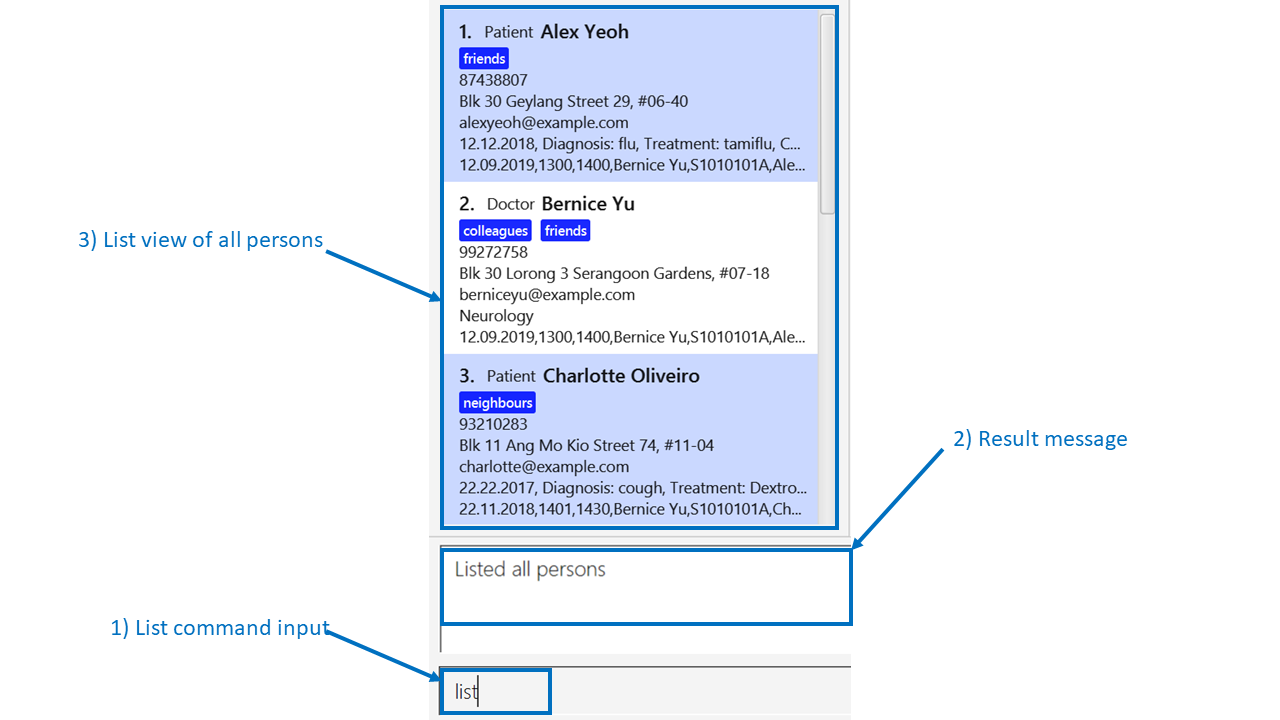 1. Patient Alex Yeoh
friends
87438807
Blk 30 Geylang Street 29, #06-40
alexyeoh@example.com
12.12.2018, Diagnosis: flu, Treatment: tamiflu, C...
12.09.2019,1300,1400,Bernice Yu,S1010101A,Ale...
2. Doctor Bernice Yu
colleagues friends
99272758
Blk 30 Lorong 3 Serangoon Gardens, #07-18
berniceyu@example.com
Neurology
12.09.2019,1300,1400,Bernice Yu,S1010101A,Ale...
3) List view of all persons
3. Patient Charlotte Oliveiro
neighbours
93210283
Blk 11 Ang Mo Kio Street 74, #11-04
charlotte@example.com
22.22.2017, Diagnosis: cough, Treatment: Dextro...
22.11.2018,1401,1430,Bernice Yu,S1010101A,Ch...
2) Result message
Listed all persons
1) List command input
list